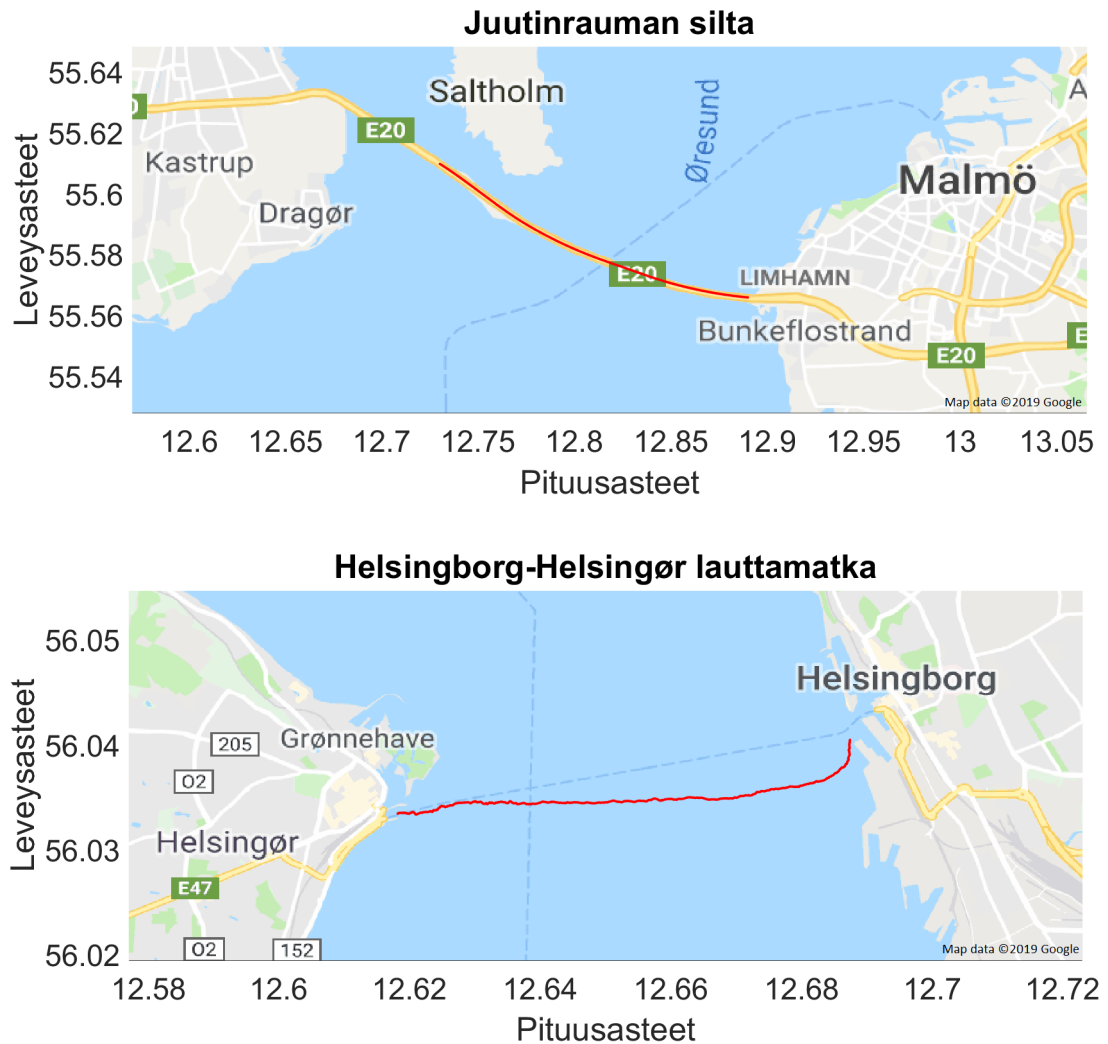 Juutinrauman silta
Leveysasteet
55.64
55.62
55.6
55.58
55.56
55.54
Saltholm
Øresund
E20
Kastrup
Dragør
Malmö
A
E20
LIMHAMN
Bunkeflostrand
E20
E
Map data ©2019 Google
12.6 12.65 12.7 12.75 12.8 12.85 12.9 12.95 13 13.05
Pituusasteet
Helsingborg-Helsingør lauttamatka
Leveysasteet
56.05
56.04
56.03
56.02
Helsingborg
Grønnehave
205
O2
Helsingør
E47
O2
152
Map data ©2019 Google
12.58 12.6 12.62 12.64 12.66 12.68 12.7 12.72
Pituusasteet